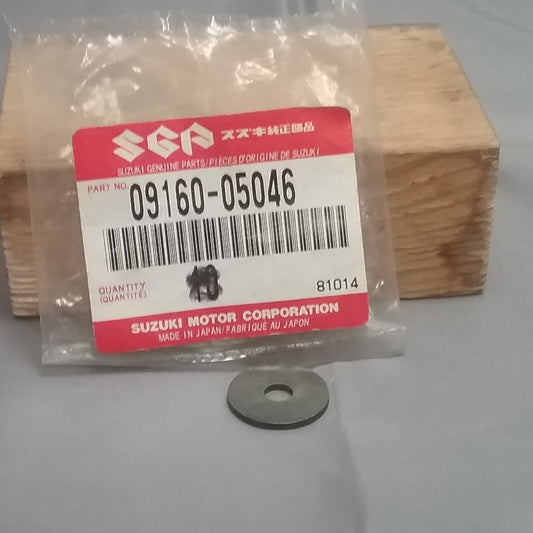 SGP スズキ純正部品
SUZUKI GENUINE PARTS/PIÈCES D'ORIGINE DE SUZUKI
PART NO. 09160-05046
QUANTITY
(QUANTITÉ)
81014
SUZUKI MOTOR CORPORATION
MADE IN JAPAN/FABRIQUÉ AU JAPON